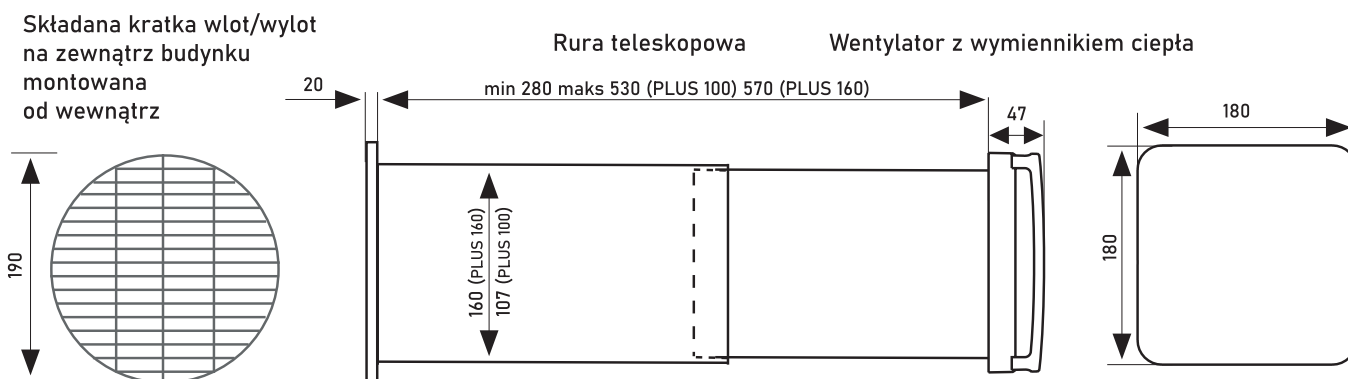 Składana kratka wlot/wylot
na zewnątrz budynku
montowana
od wewnątrz
Rura teleskopowa
Wentylator z wymiennikiem ciepła
20
min 280 maks 530 (PLUS 100) 570 (PLUS 160)
47
180
190
160 (PLUS 160)
107 (PLUS 100)
180